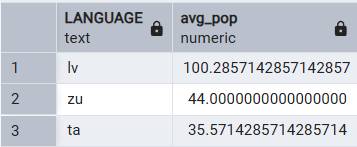 LANGUAGE avg_pop
text numeric
1 lv 100.2857142857142857
2 zu 44.0000000000000000
3 ta 35.5714285714285714